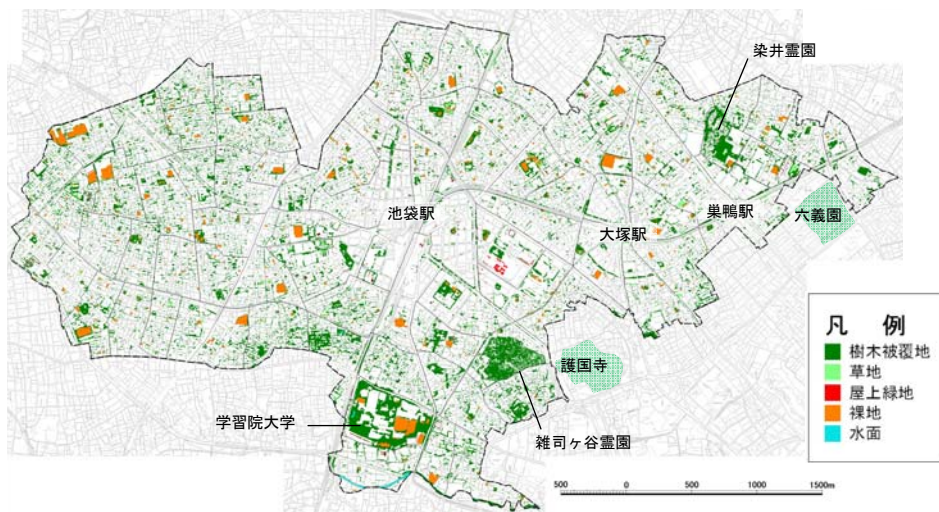 染井霊園
池袋駅
巣鴨駅
六義園
大塚駅
護国寺
学習院大学
雑司ヶ谷霊園
凡 例
樹木被覆地
草地
屋上緑地
裸地
水面
500 0 500 1000 1500m